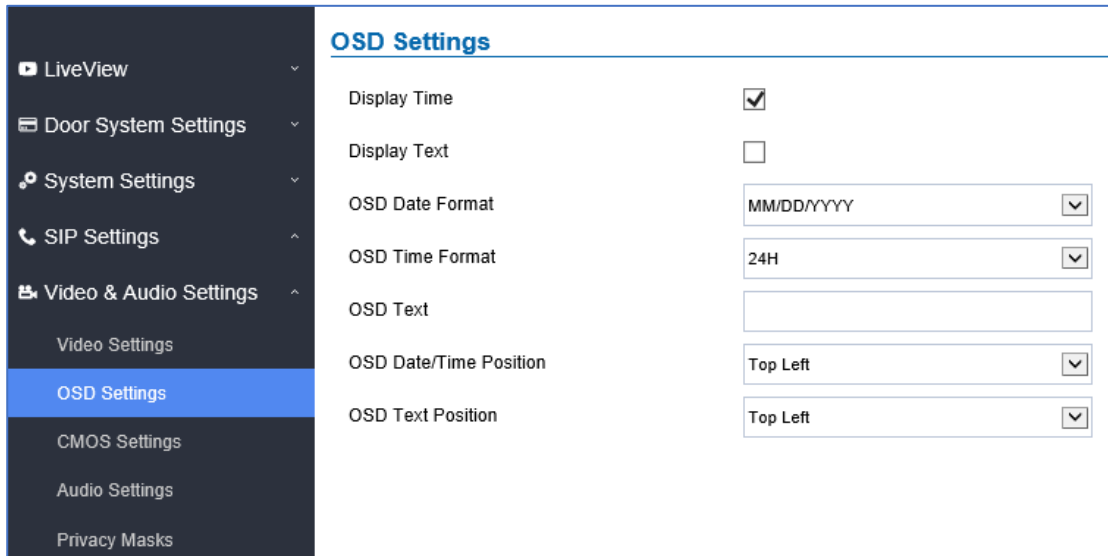 LiveView
Door System Settings
System Settings
SIP Settings
Video & Audio Settings
Video Settings
OSD Settings
CMOS Settings
Audio Settings
Privacy Masks
OSD Settings
Display Time
Display Text
OSD Date Format MM/DD/YYYY
OSD Time Format 24H
OSD Text
OSD Date/Time Position Top Left
OSD Text Position Top Left